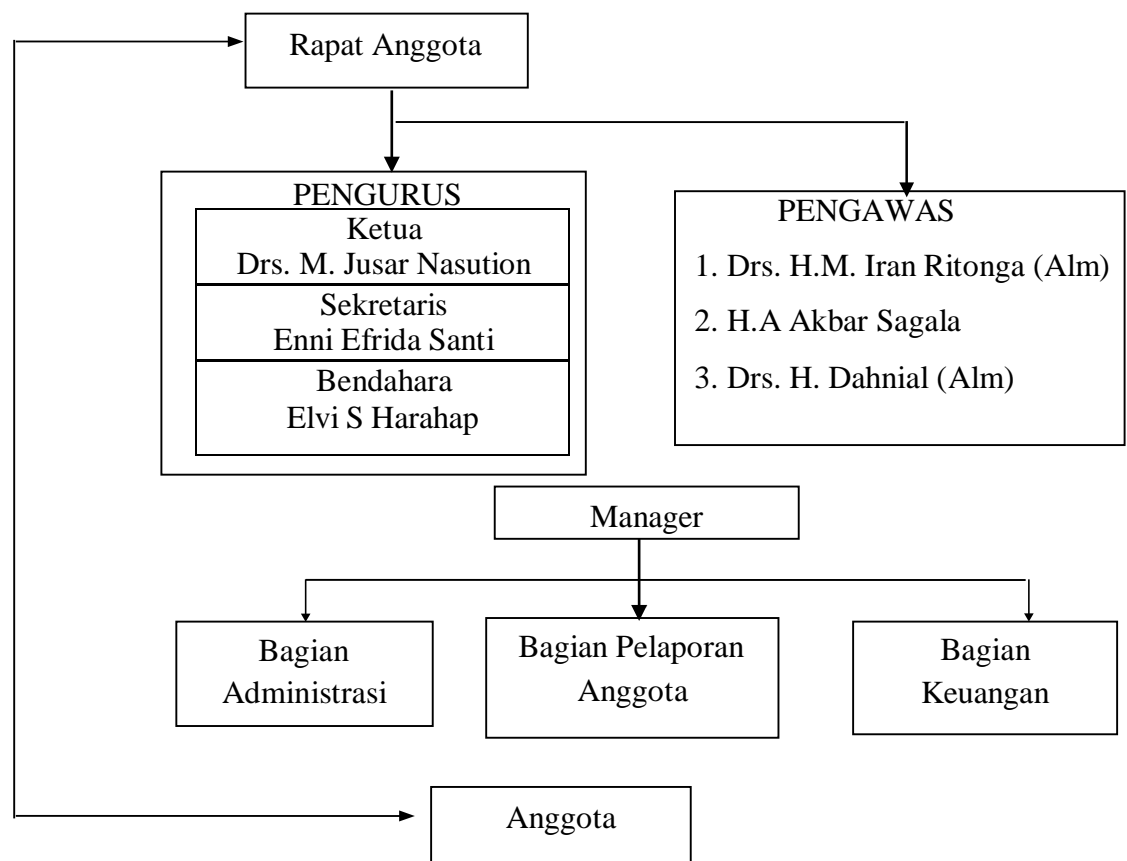 Rapat Anggota
PENGURUS
Ketua
Drs. M. Jusar Nasution
Sekretaris
Enni Efrida Santi
Bendahara
Elvi S Harahap
PENGAWAS
1. Drs. H.M. Iran Ritonga (Alm)
2. H.A Akbar Sagala
3. Drs. H. Dahnial (Alm)
Manager
Bagian
Administrasi
Bagian Pelaporan
Anggota
Bagian
Keuangan
Anggota